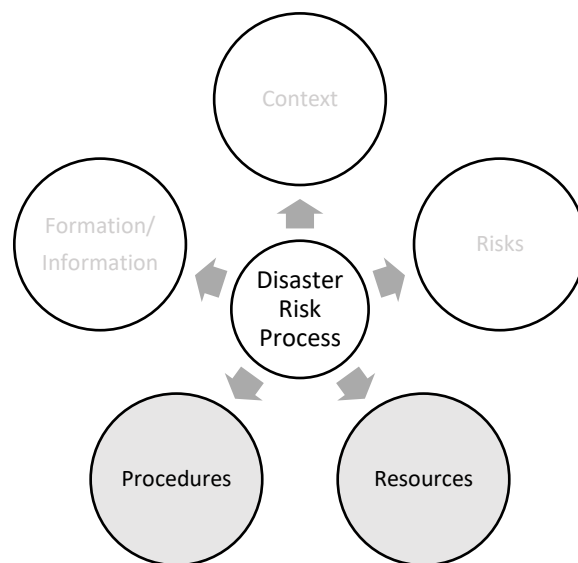 Context
Formation/
Information
Risks
Disaster
Risk
Process
Procedures
Resources